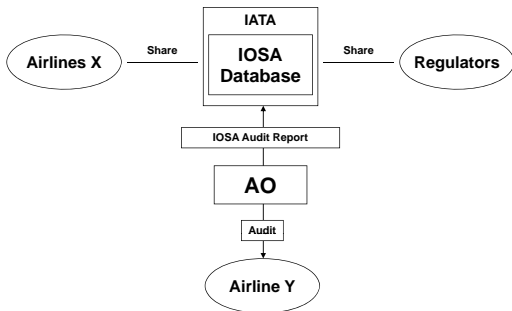 IATA
Airlines X
Share
IOSA
Database
Share
Regulators
IOSA Audit Report
AO
Audit
Airline Y